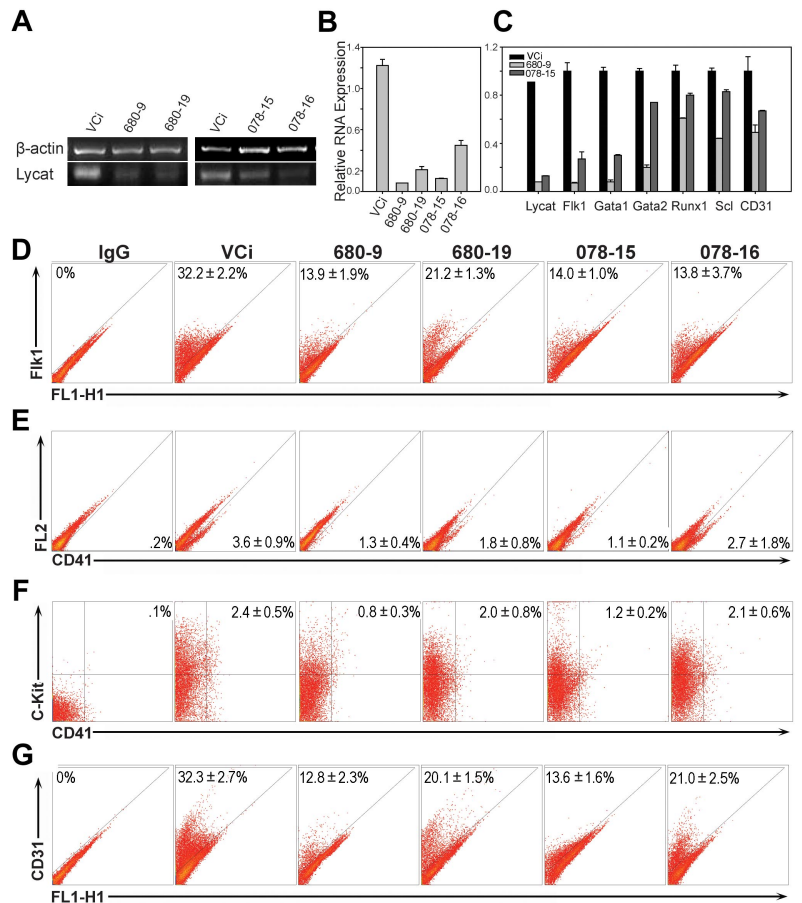 A
VCi
680-9
680-19
VCi
078-15
078-16
β-actin
Lycat
B
Relative RNA Expression
1.4
1.2
0.6
0.2
0.0
VCi
680-9
680-19
078-15
078-16
C
1.2
0.8
0.4
0.0
VCi
680-9
078-15
Lycat Flk1 Gata1 Gata2 Runx1 Scl CD31
D
IgG VCi 680-9 680-19 078-15 078-16
0% 32.2 ± 2.2% 13.9 ± 1.9% 21.2 ± 1.3% 14.0 ± 1.0% 13.8 ± 3.7%
Flk1
FL1-H1
E
FL2
.2% 3.6 ± 0.9% 1.3 ± 0.4% 1.8 ± 0.8% 1.1 ± 0.2% 2.7 ± 1.8%
CD41
F
.1% 2.4 ± 0.5% 0.8 ± 0.3% 2.0 ± 0.8% 1.2 ± 0.2% 2.1 ± 0.6%
C-Kit
CD41
G
0% 32.3 ± 2.7% 12.8 ± 2.3% 20.1 ± 1.5% 13.6 ± 1.6% 21.0 ± 2.5%
CD31
FL1-H1